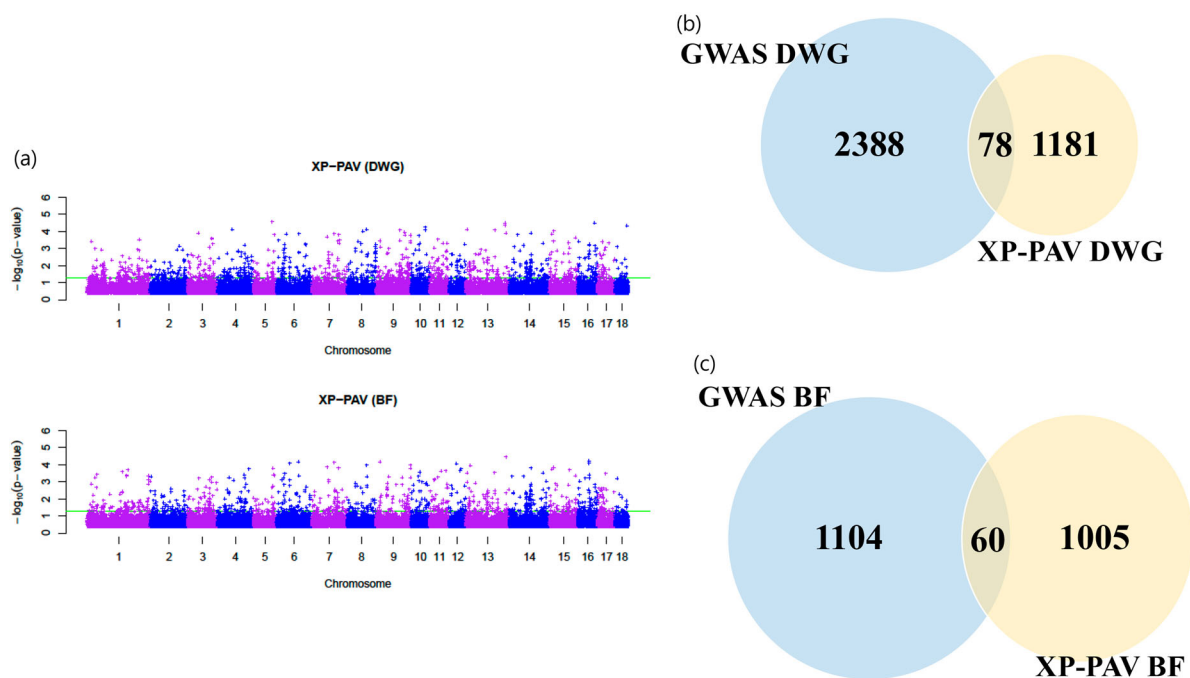 (a)
XP-PAV (DWG)
6
5
4
3
2
1
0
−log₁₀(p−value)
1 2 3 4 5 6 7 8 9 10 11 12 13 14 15 16 17 18
Chromosome
XP-PAV (BF)
6
5
4
3
2
1
0
−log₁₀(p−value)
1 2 3 4 5 6 7 8 9 10 11 12 13 14 15 16 17 18
Chromosome
(b)
GWAS DWG
2388 78 1181
XP-PAV DWG
(c)
GWAS BF
1104 60 1005
XP-PAV BF